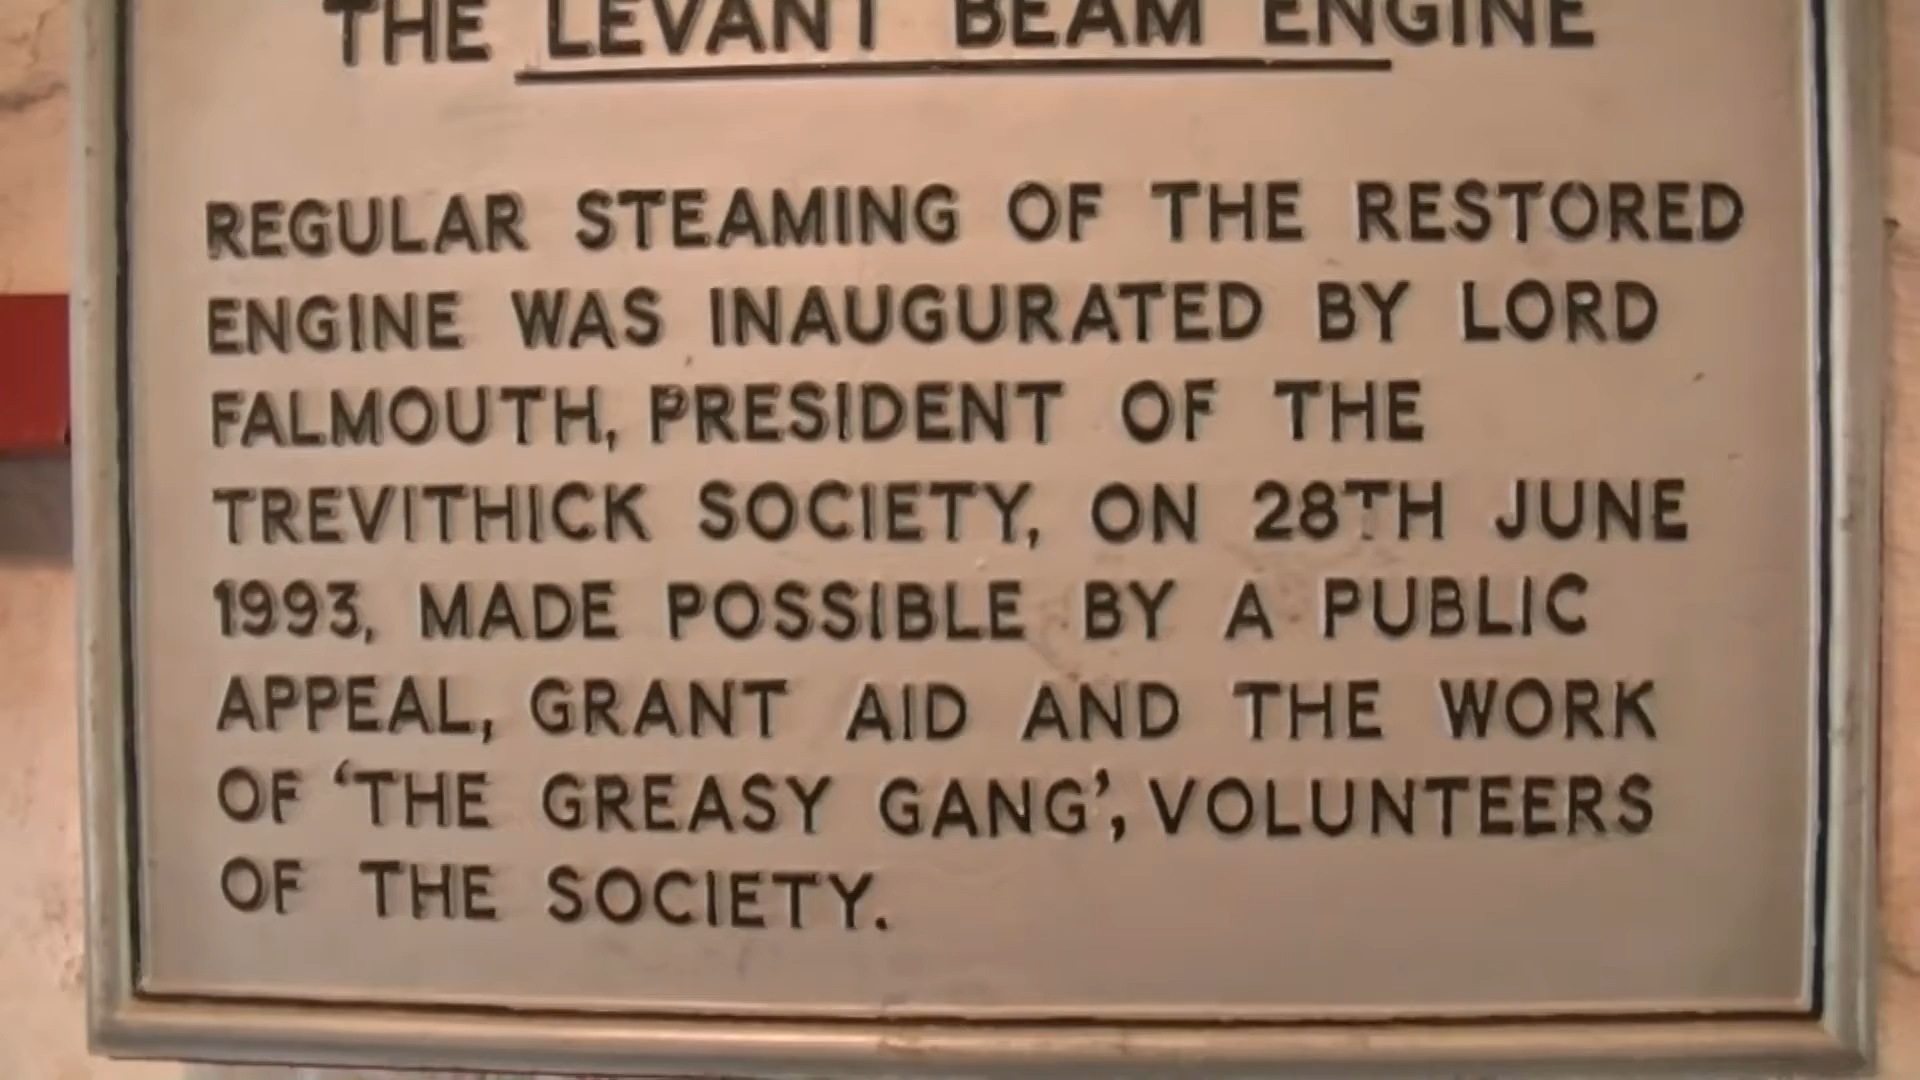 THE LEVANT BEAM ENGINE
REGULAR STEAMING OF THE RESTORED
ENGINE WAS INAUGURATED BY LORD
FALMOUTH, PRESIDENT OF THE
TREVITHICK SOCIETY, ON 28TH JUNE
1993, MADE POSSIBLE BY A PUBLIC
APPEAL, GRANT AID AND THE WORK
OF ‘THE GREASY GANG’, VOLUNTEERS
OF THE SOCIETY.